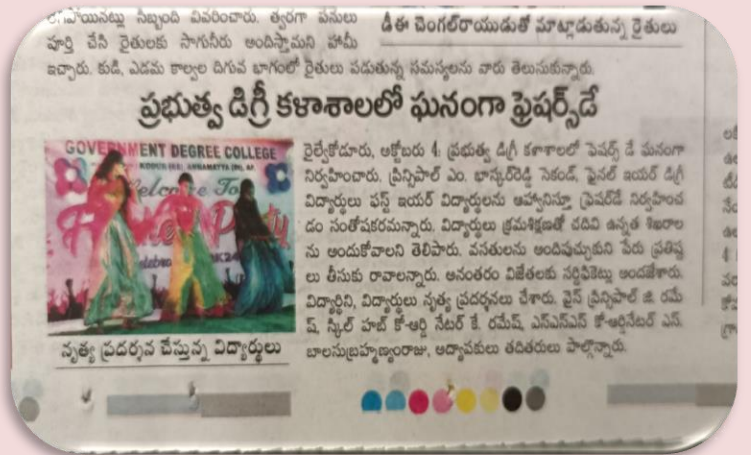 సిబ్బంది వివరించారు. త్వరగా పనులు
పూర్తి చేసి రైతులకు సాగునీరు అందిస్తామని హామీ
ఇచ్చారు. కుడి, ఎడమ కాల్వల దిగువ భాగంలో రైతులు పడుతున్న సమస్యలను వారు తెలుసుకున్నారు.
డీఈ చెంగల్‌రాయుడుతో మాట్లాడుతున్న రైతులు
ప్రభుత్వ డిగ్రీ కళాశాలలో ఘనంగా ఫ్రెషర్స్‌డే
GOVERNMENT DEGREE COLLEGE
Welcome To
నృత్య ప్రదర్శన చేస్తున్న విద్యార్థులు
రైల్వేకోడూరు, అక్టోబరు 4: ప్రభుత్వ డిగ్రీ కళాశాలలో ఫ్రెషర్స్ డే ఘనంగా
నిర్వహించారు. ప్రిన్సిపాల్ ఎం. భాస్కర్‌రెడ్డి సెకండ్, ఫైనల్ ఇయర్ డిగ్రీ
విద్యార్థులు ఫస్ట్ ఇయర్ విద్యార్థులను ఆహ్వానిస్తూ ఫ్రెషర్‌డే నిర్వహించ
డం సంతోషకరమన్నారు. విద్యార్థులు క్రమశిక్షణతో చదివి ఉన్నత శిఖరాల
ను అందుకోవాలని తెలిపారు. వసతులను అందిపుచ్చుకుని పేరు ప్రతిష్ట
లు తీసుకు రావాలన్నారు. అనంతరం విజేతలకు సర్టిఫికెట్లు అందజేశారు.
విద్యార్థిని, విద్యార్థులు నృత్య ప్రదర్శనలు చేశారు. వైస్ ప్రిన్సిపాల్ జి. రమే
ష్, స్కిల్ హబ్ కో-ఆర్డి నేటర్ కే. రమేష్, ఎన్ఎస్ఎస్ కో-ఆర్డినేటర్ ఎన్.
బాలసుబ్రహ్మణ్యంరాజు, అధ్యాపకులు తదితరులు పాల్గొన్నారు.